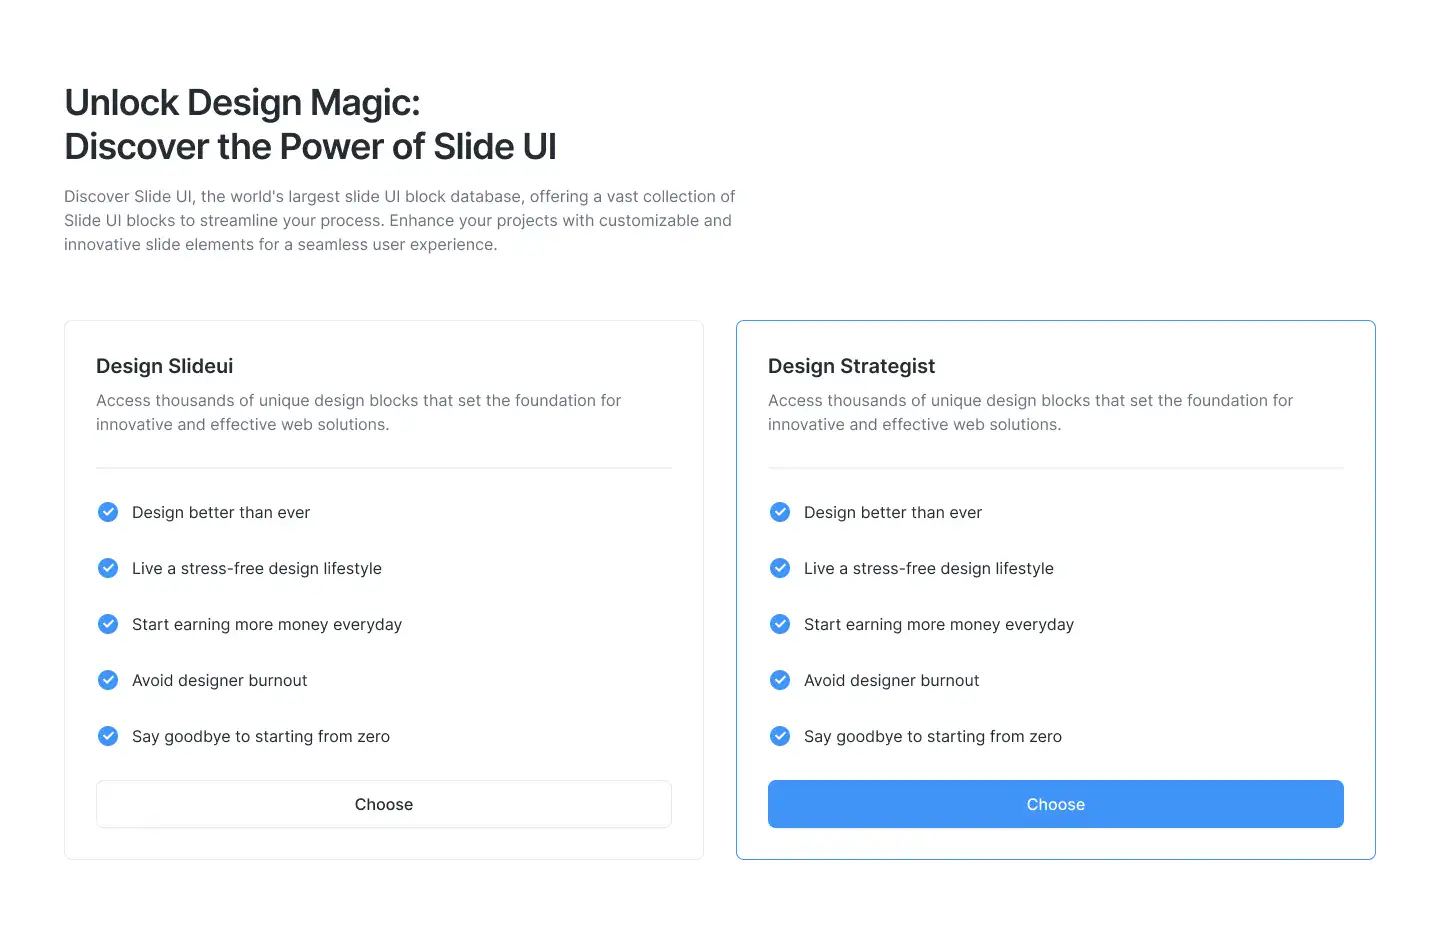 Unlock Design Magic:
Discover the Power of Slide UI
Discover Slide UI, the world's largest slide UI block database, offering a vast collection of
Slide UI blocks to streamline your process. Enhance your projects with customizable and
innovative slide elements for a seamless user experience.
Design Slideui
Access thousands of unique design blocks that set the foundation for
innovative and effective web solutions.
Design better than ever
Live a stress-free design lifestyle
Start earning more money everyday
Avoid designer burnout
Say goodbye to starting from zero
Choose
Design Strategist
Access thousands of unique design blocks that set the foundation for
innovative and effective web solutions.
Design better than ever
Live a stress-free design lifestyle
Start earning more money everyday
Avoid designer burnout
Say goodbye to starting from zero
Choose